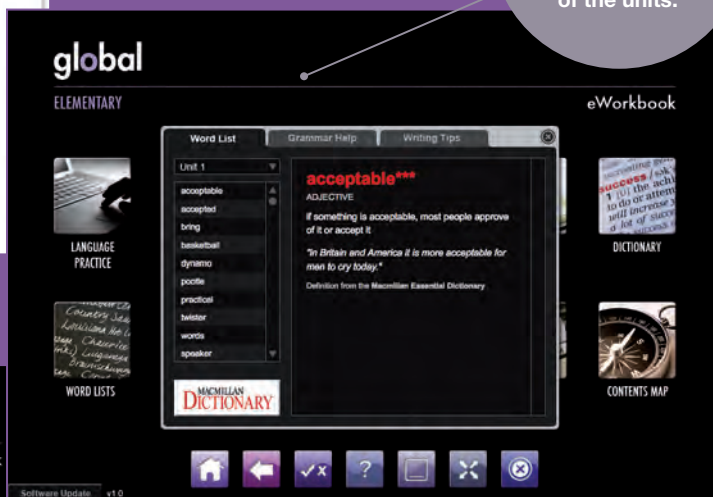 of the units.
global
ELEMENTARY
eWorkbook
Word List
Grammar Help
Writing Tips
Unit 1
acceptable
accepted
bring
basketball
dynamo
pootle
practical
twister
words
speaker
acceptable***
ADJECTIVE
If something is acceptable, most people approve
of it or accept it
"In Britain and America it is more acceptable for
men to cry today."
Definition from the Macmillan Essential Dictionary
MACMILLAN
DICTIONARY
LANGUAGE
PRACTICE
WORD LISTS
success
DICTIONARY
CONTENTS MAP
?
Software Update
v1.0